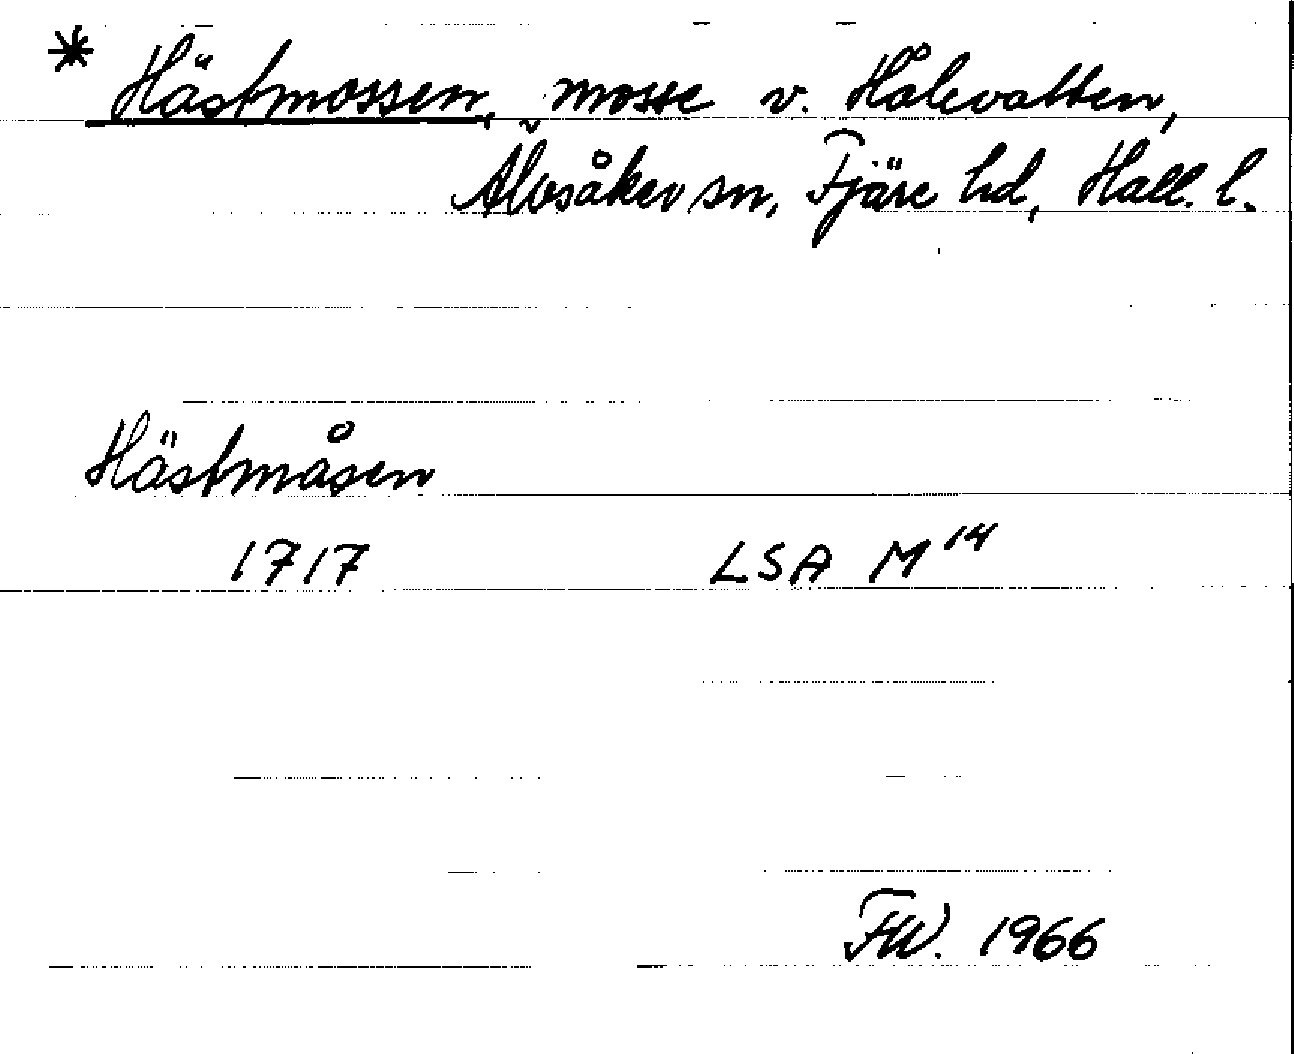 * Hästmossen, mosse v. Hålevatten,
Älvsåker sn, Fjäre hd, Hall. l.
Hästmåsen
1717 LSA M¹⁴
FW. 1966